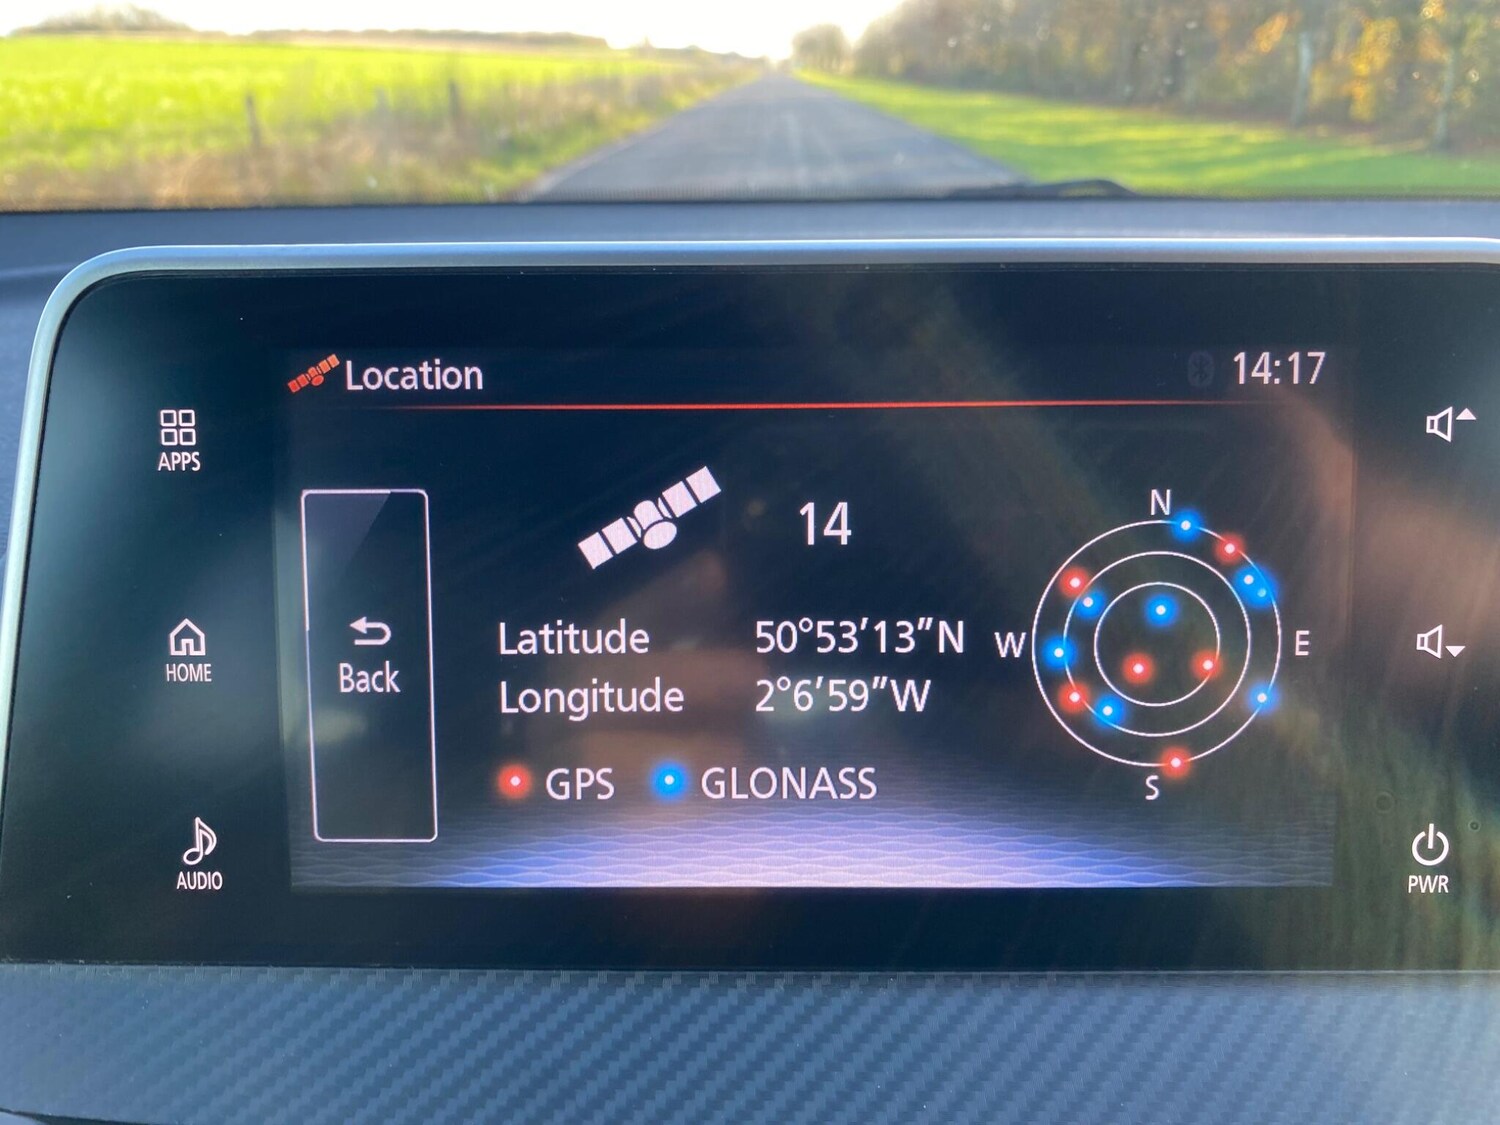 Location
14:17
APPS
14
N
Latitude 50°53′13″N
W
E
HOME
Back
Longitude 2°6′59″W
GPS
GLONASS
S
AUDIO
PWR